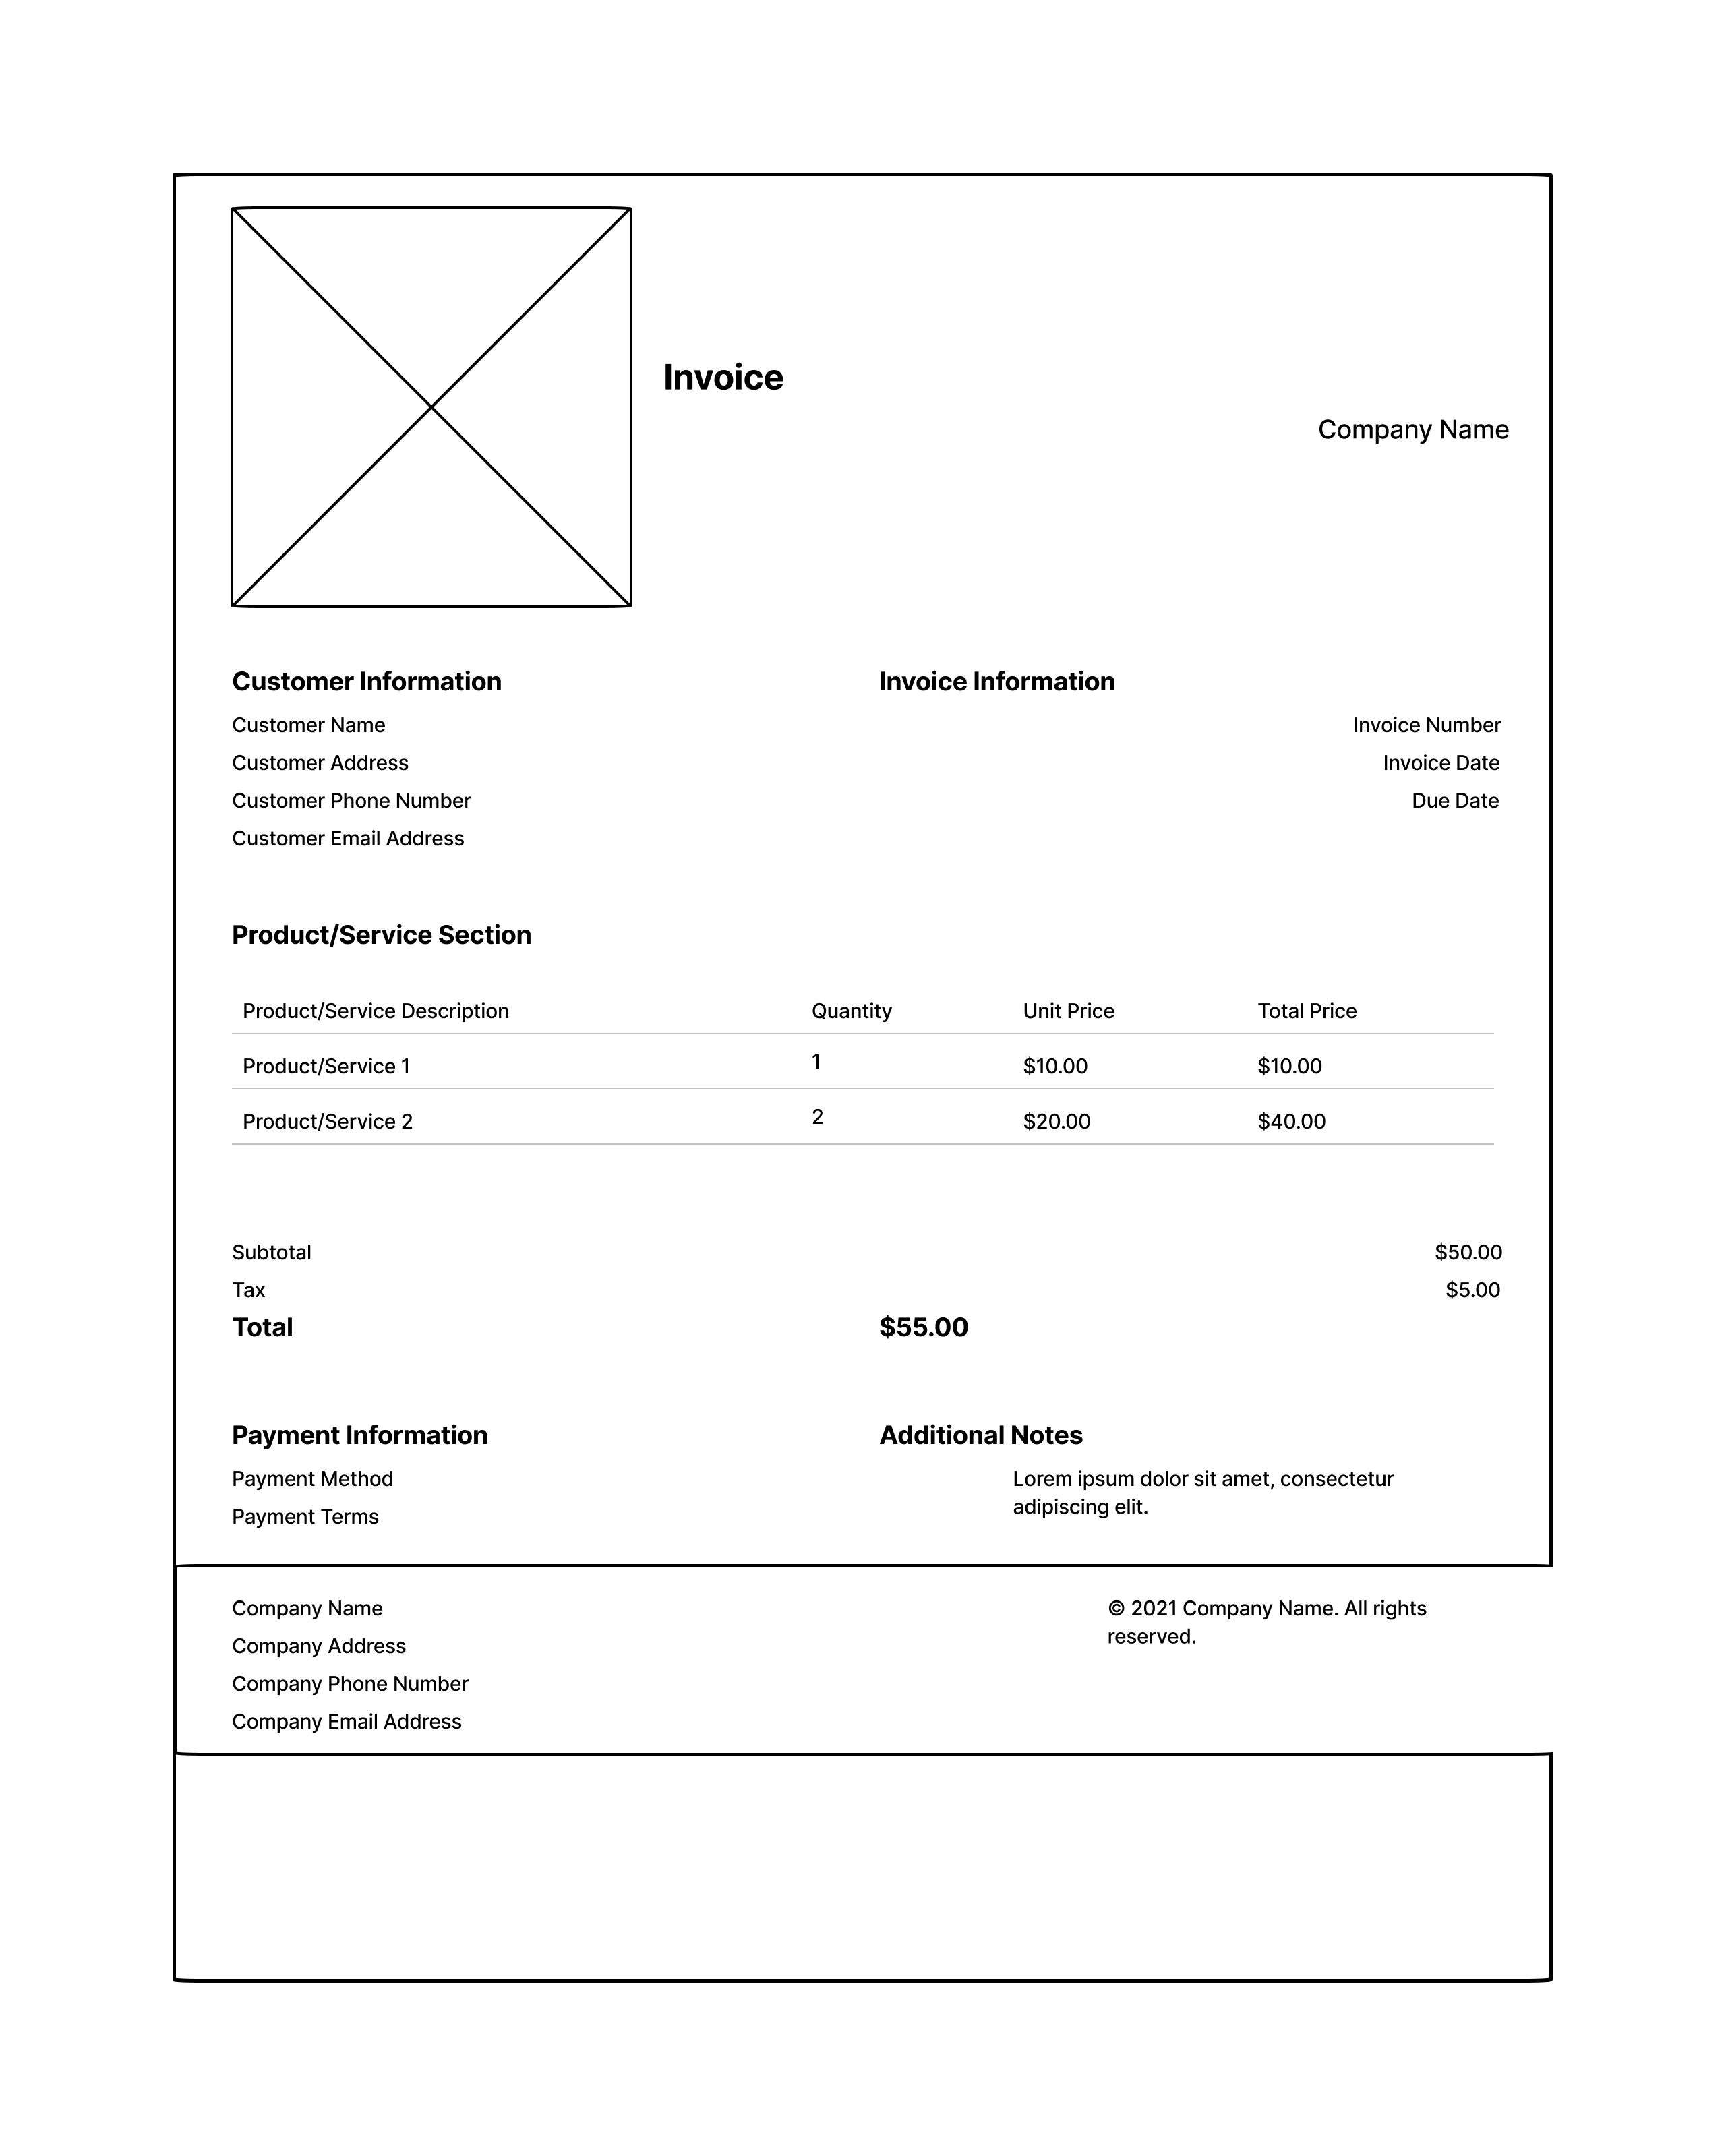 Invoice
Company Name
Customer Information
Customer Name
Customer Address
Customer Phone Number
Customer Email Address
Invoice Information
Invoice Number
Invoice Date
Due Date
Product/Service Section
Product/Service Description Quantity Unit Price Total Price
Product/Service 1 1 $10.00 $10.00
Product/Service 2 2 $20.00 $40.00
Subtotal $50.00
Tax $5.00
Total $55.00
Payment Information
Payment Method
Payment Terms
Additional Notes
Lorem ipsum dolor sit amet, consectetur
adipiscing elit.
Company Name
Company Address
Company Phone Number
Company Email Address
© 2021 Company Name. All rights
reserved.